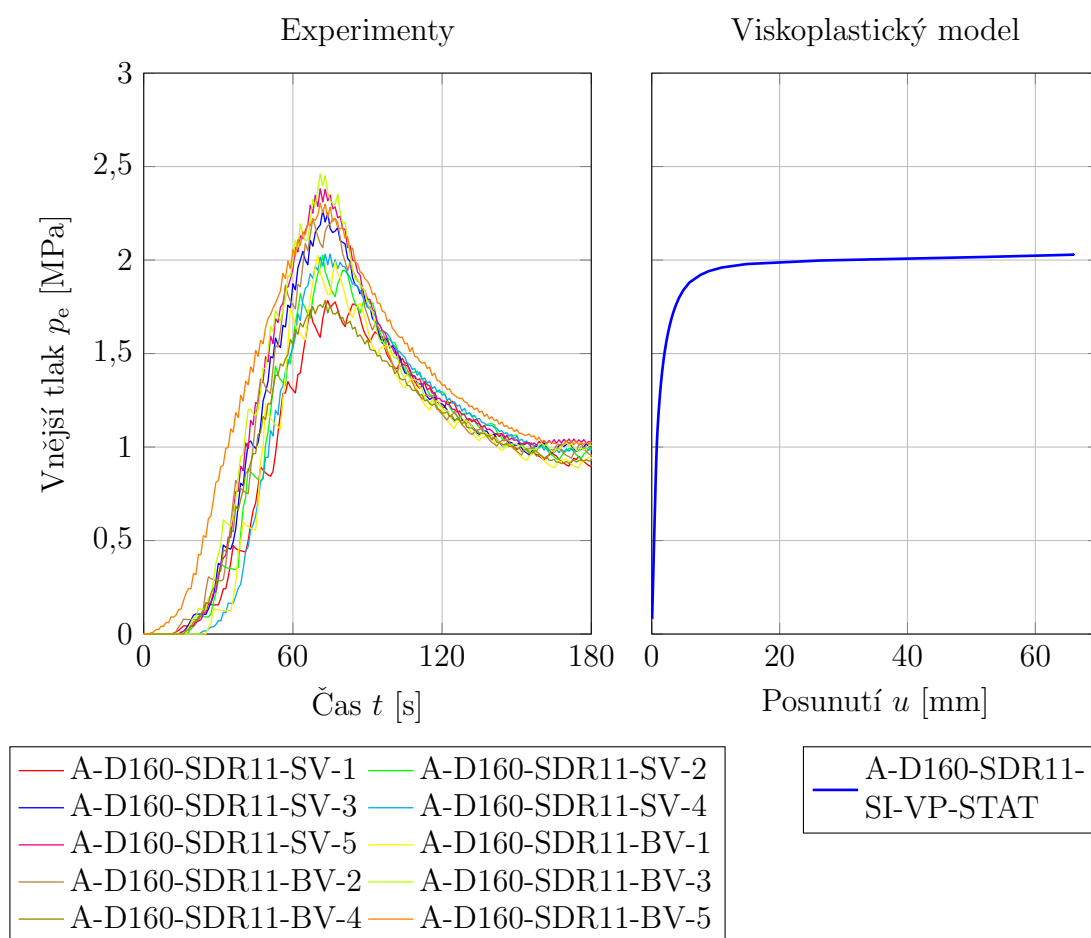 Experimenty
Viskoplastický model
Vnější tlak pe [MPa]
3
2,5
2
1,5
1
0,5
0
0 60 120 180
0 20 40 60
Čas t [s]
Posunutí u [mm]
A-D160-SDR11-SV-1 A-D160-SDR11-SV-2
A-D160-SDR11-SV-3 A-D160-SDR11-SV-4
A-D160-SDR11-SV-5 A-D160-SDR11-BV-1
A-D160-SDR11-BV-2 A-D160-SDR11-BV-3
A-D160-SDR11-BV-4 A-D160-SDR11-BV-5
A-D160-SDR11-
SI-VP-STAT